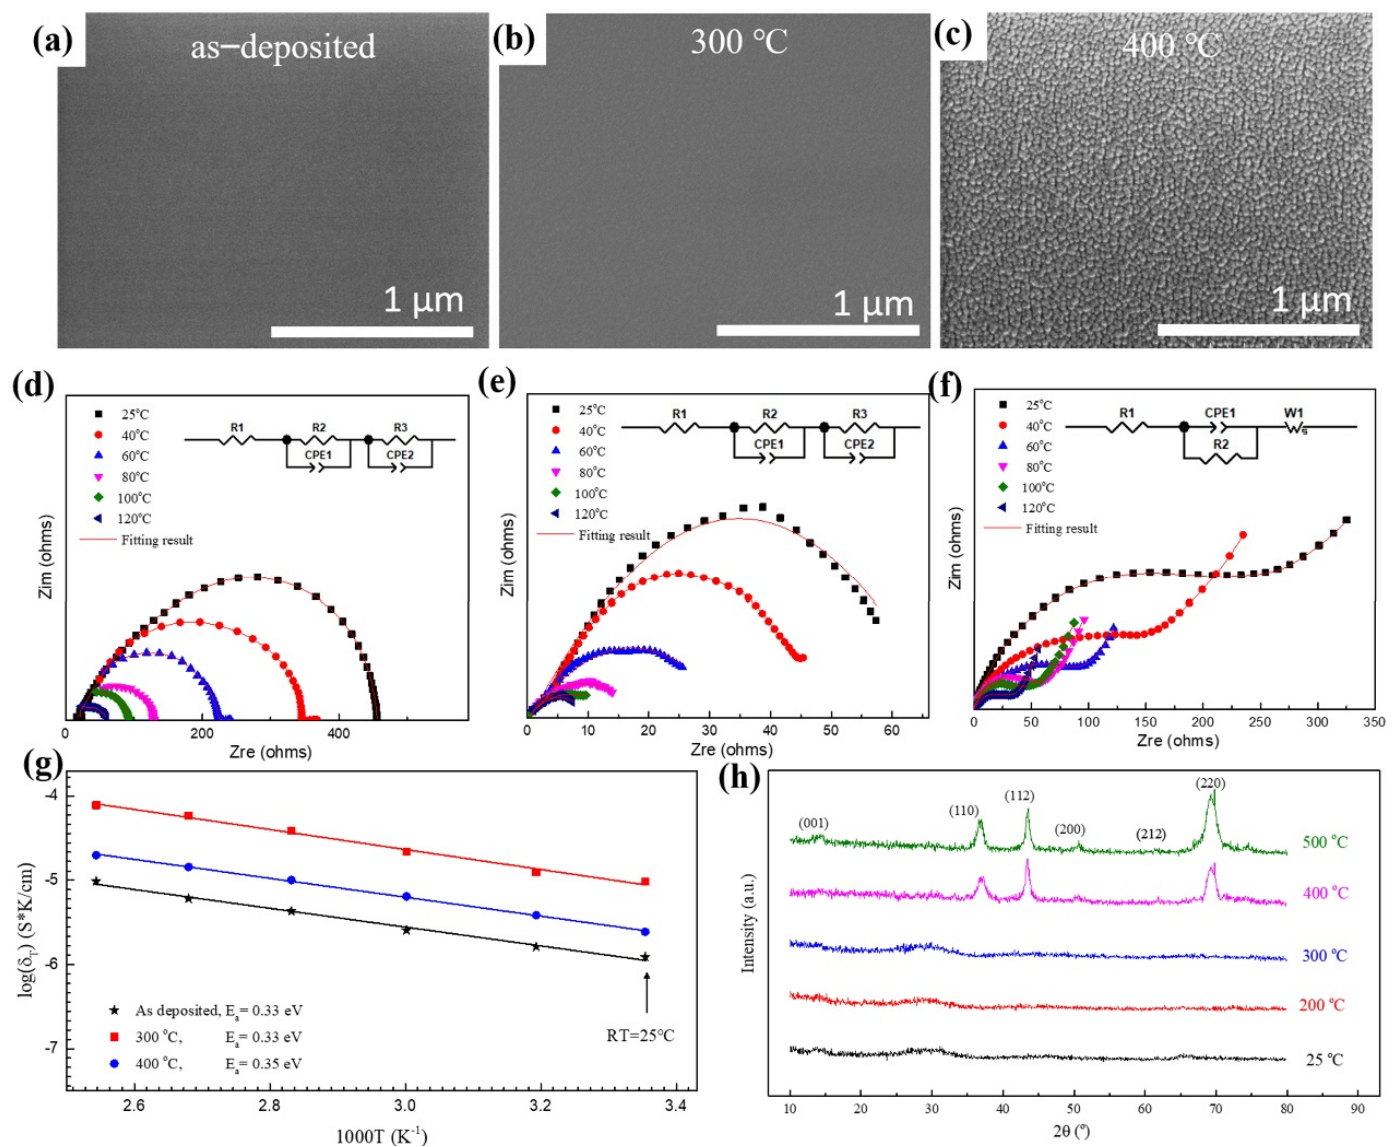 (a) as−deposited
1 μm
(b) 300 ℃
1 μm
(c) 400 ℃
1 μm
(d)
25°C
40°C
60°C
80°C
100°C
120°C
Fitting result
R1 R2 R3
CPE1 CPE2
Zim (ohms)
0 200 400
Zre (ohms)
(e)
25°C
40°C
60°C
80°C
100°C
120°C
Fitting result
R1 R2 R3
CPE1 CPE2
Zim (ohms)
0 10 20 30 40 50 60
Zre (ohms)
(f)
25°C
40°C
60°C
80°C
100°C
120°C
Fitting result
R1 CPE1 W1
R2
Zim (ohms)
0 50 100 150 200 250 300 350
Zre (ohms)
(g)
-4
-5
-6
-7
log(δT) (S*K/cm)
As deposited, Ea= 0.33 eV
300 °C, Ea= 0.33 eV
400 °C, Ea= 0.35 eV
RT=25℃
2.6 2.8 3.0 3.2 3.4
1000T (K-1)
(h)
(001) (110) (112) (200) (212) (220)
500 °C
400 °C
300 °C
200 °C
25 °C
Intensity (a.u.)
10 20 30 40 50 60 70 80 90
2θ (°)